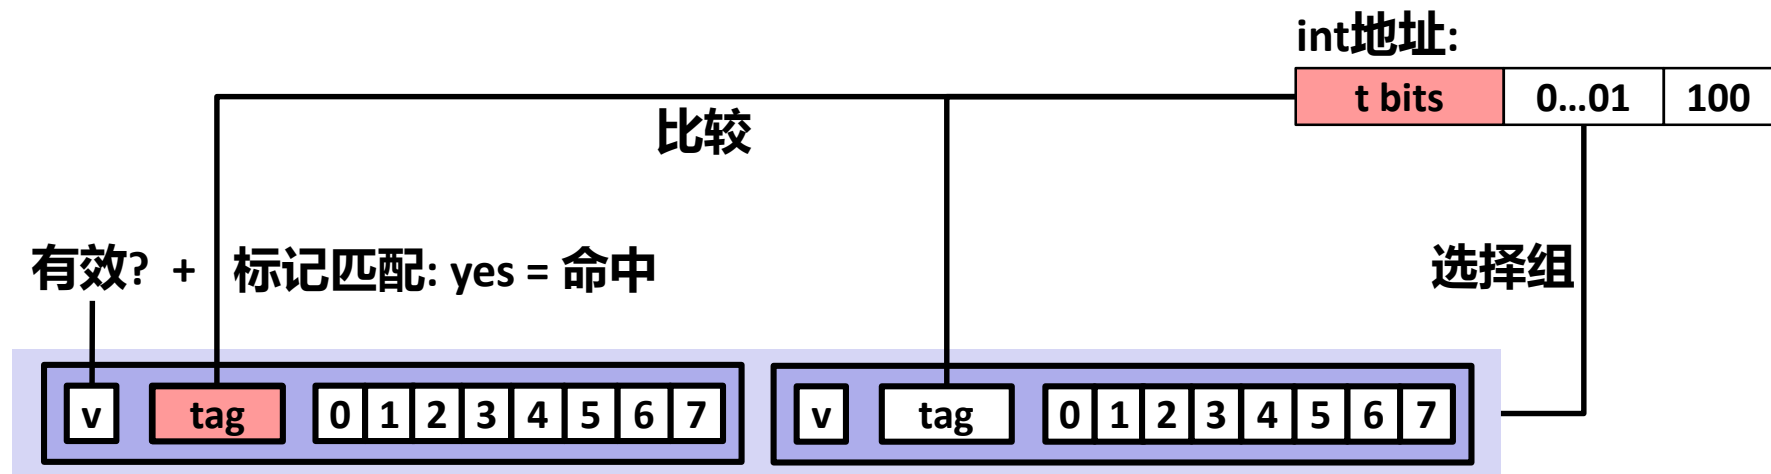 int地址:
t bits 0...01 100
比较
有效? + 标记匹配: yes = 命中
选择组
v tag 0 1 2 3 4 5 6 7 v tag 0 1 2 3 4 5 6 7